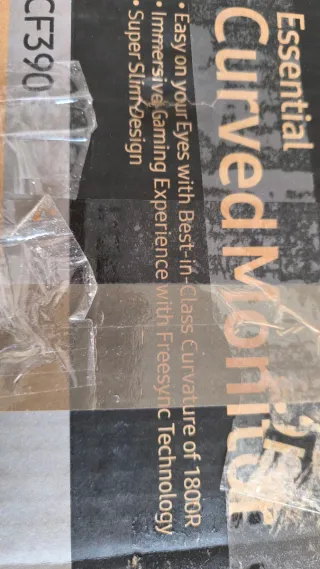 Essential
Curved Monitor
• Easy on your Eyes with Best-in-Class Curvature of 1800R
• Immersive Gaming Experience with Freesync Technology
• Super Slim Design
CF390